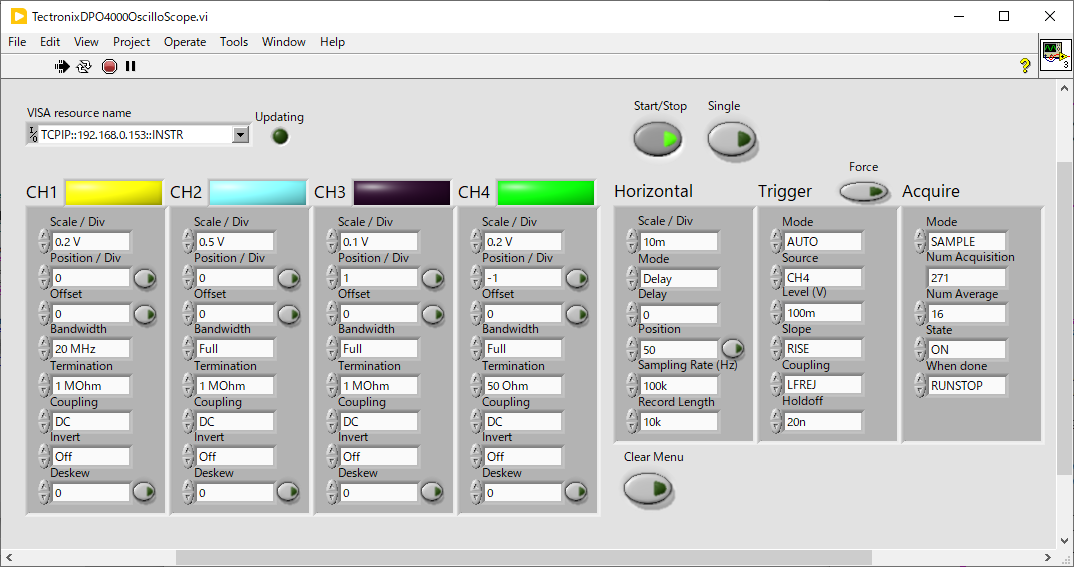 TectronixDPO4000OscilloScope.vi
File Edit View Project Operate Tools Window Help
?
3
VISA resource name
I/O TCPIP::192.168.0.153::INSTR
Updating
Start/Stop
Single
Force
CH1
Scale / Div
0.2 V
Position / Div
0
Offset
0
Bandwidth
20 MHz
Termination
1 MOhm
Coupling
DC
Invert
Off
Deskew
0
CH2
Scale / Div
0.5 V
Position / Div
0
Offset
0
Bandwidth
Full
Termination
1 MOhm
Coupling
DC
Invert
Off
Deskew
0
CH3
Scale / Div
0.1 V
Position / Div
1
Offset
0
Bandwidth
Full
Termination
1 MOhm
Coupling
DC
Invert
Off
Deskew
0
CH4
Scale / Div
0.2 V
Position / Div
-1
Offset
0
Bandwidth
Full
Termination
50 Ohm
Coupling
DC
Invert
Off
Deskew
0
Horizontal
Scale / Div
10m
Mode
Delay
Delay
0
Position
50
Sampling Rate (Hz)
100k
Record Length
10k
Clear Menu
Trigger
Mode
AUTO
Source
CH4
Level (V)
100m
Slope
RISE
Coupling
LFREJ
Holdoff
20n
Acquire
Mode
SAMPLE
Num Acquisition
271
Num Average
16
State
ON
When done
RUNSTOP